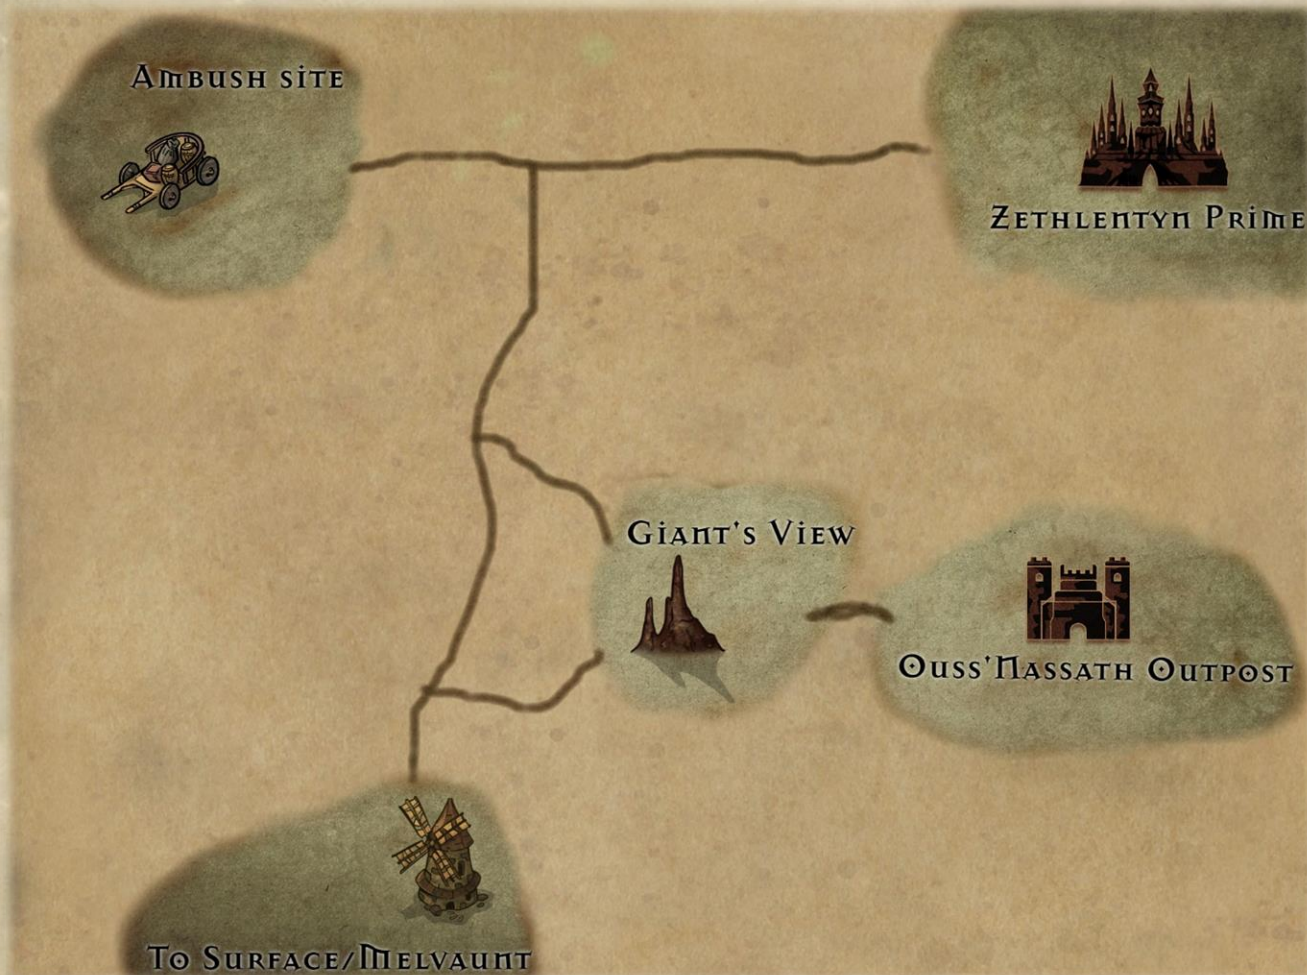 Ambush site
Zethlentyn Prime
Giant's View
Ouss'Nassath Outpost
To Surface/Melvaunt